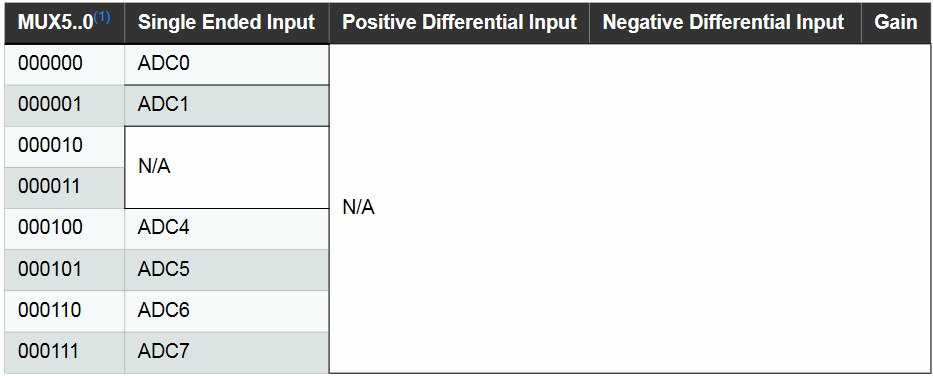 MUX5..0(1) Single Ended Input Positive Differential Input Negative Differential Input Gain
000000 ADC0
000001 ADC1
000010
N/A
000011
N/A
000100 ADC4
000101 ADC5
000110 ADC6
000111 ADC7